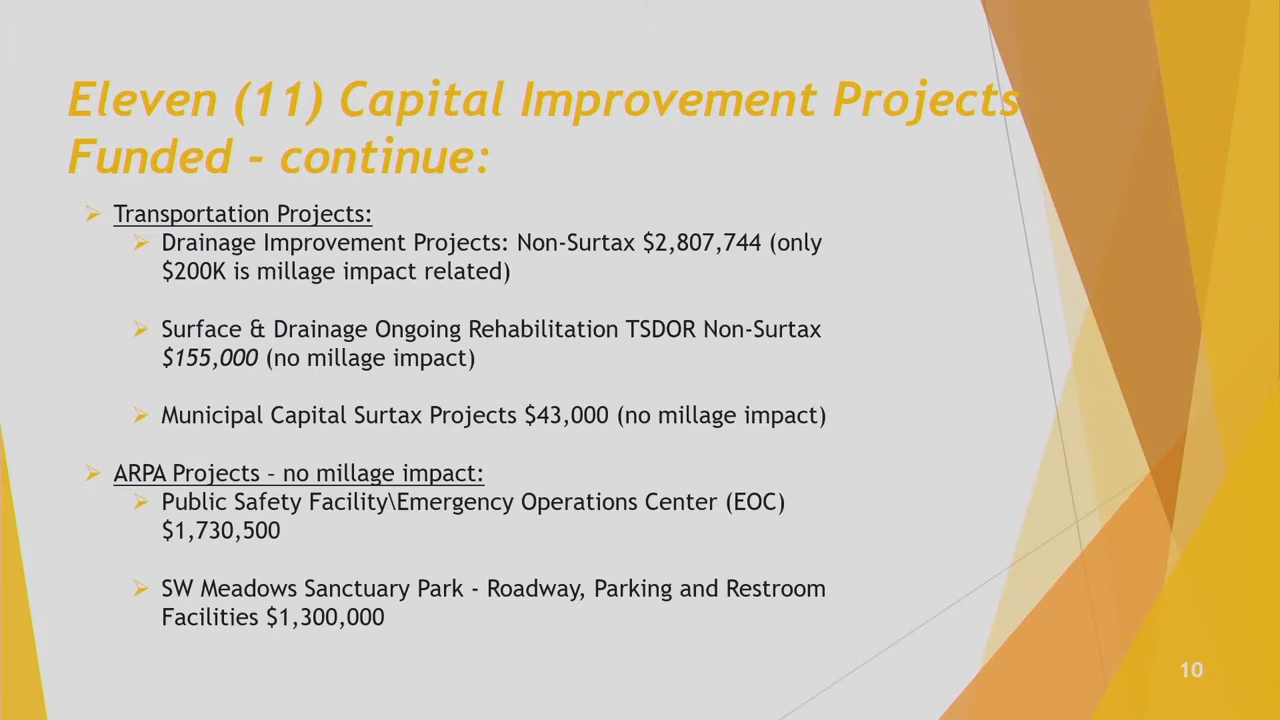 Eleven (11) Capital Improvement Projects
Funded - continue:
Transportation Projects:
Drainage Improvement Projects: Non-Surtax $2,807,744 (only
$200K is millage impact related)
Surface & Drainage Ongoing Rehabilitation TSDOR Non-Surtax
$155,000 (no millage impact)
Municipal Capital Surtax Projects $43,000 (no millage impact)
ARPA Projects – no millage impact:
Public Safety Facility\Emergency Operations Center (EOC)
$1,730,500
SW Meadows Sanctuary Park - Roadway, Parking and Restroom
Facilities $1,300,000
10